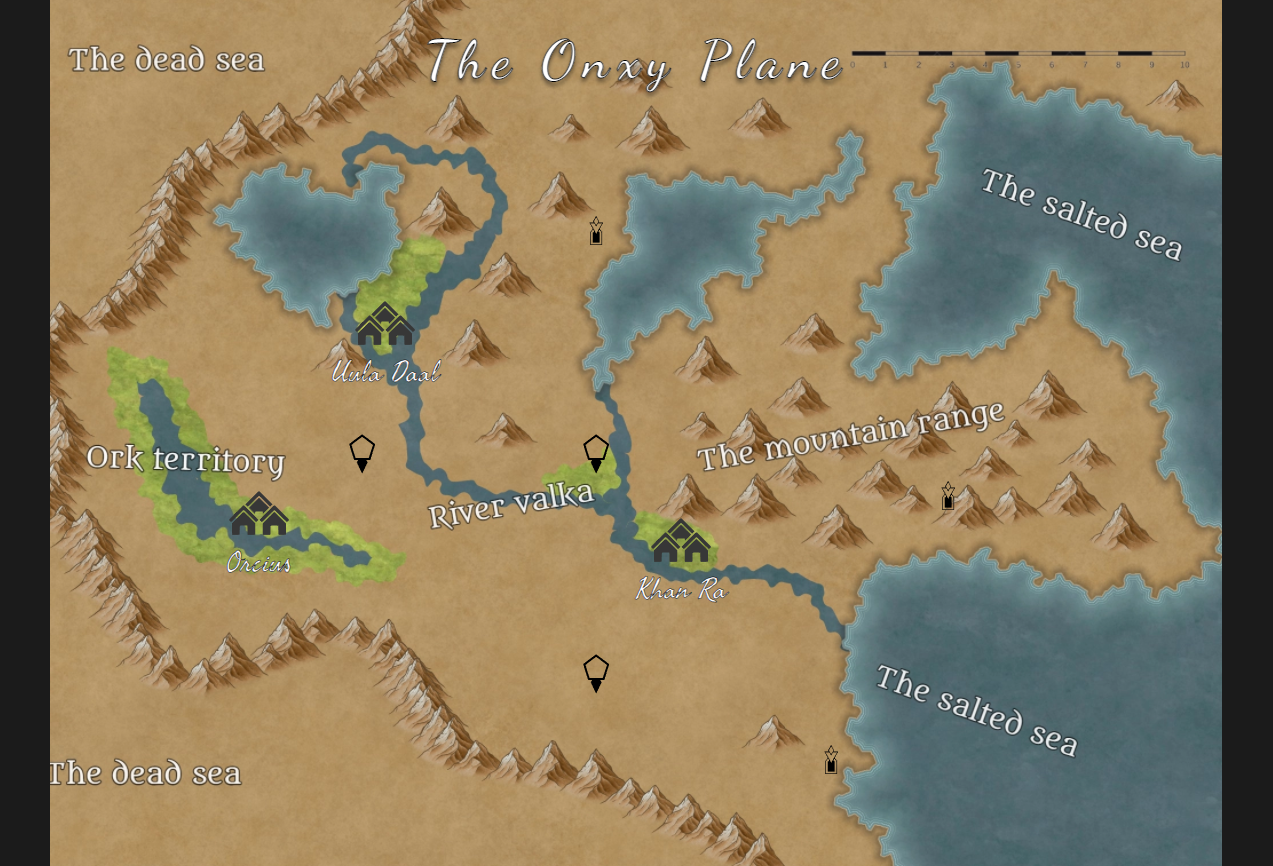 The dead sea
The Onxy Plane
0 1 2 3 4 5 6 7 8 9 10
The salted sea
Uula Daal
The mountain range
Ork territory
River valka
Orcius
Khan Ra
The salted sea
The dead sea